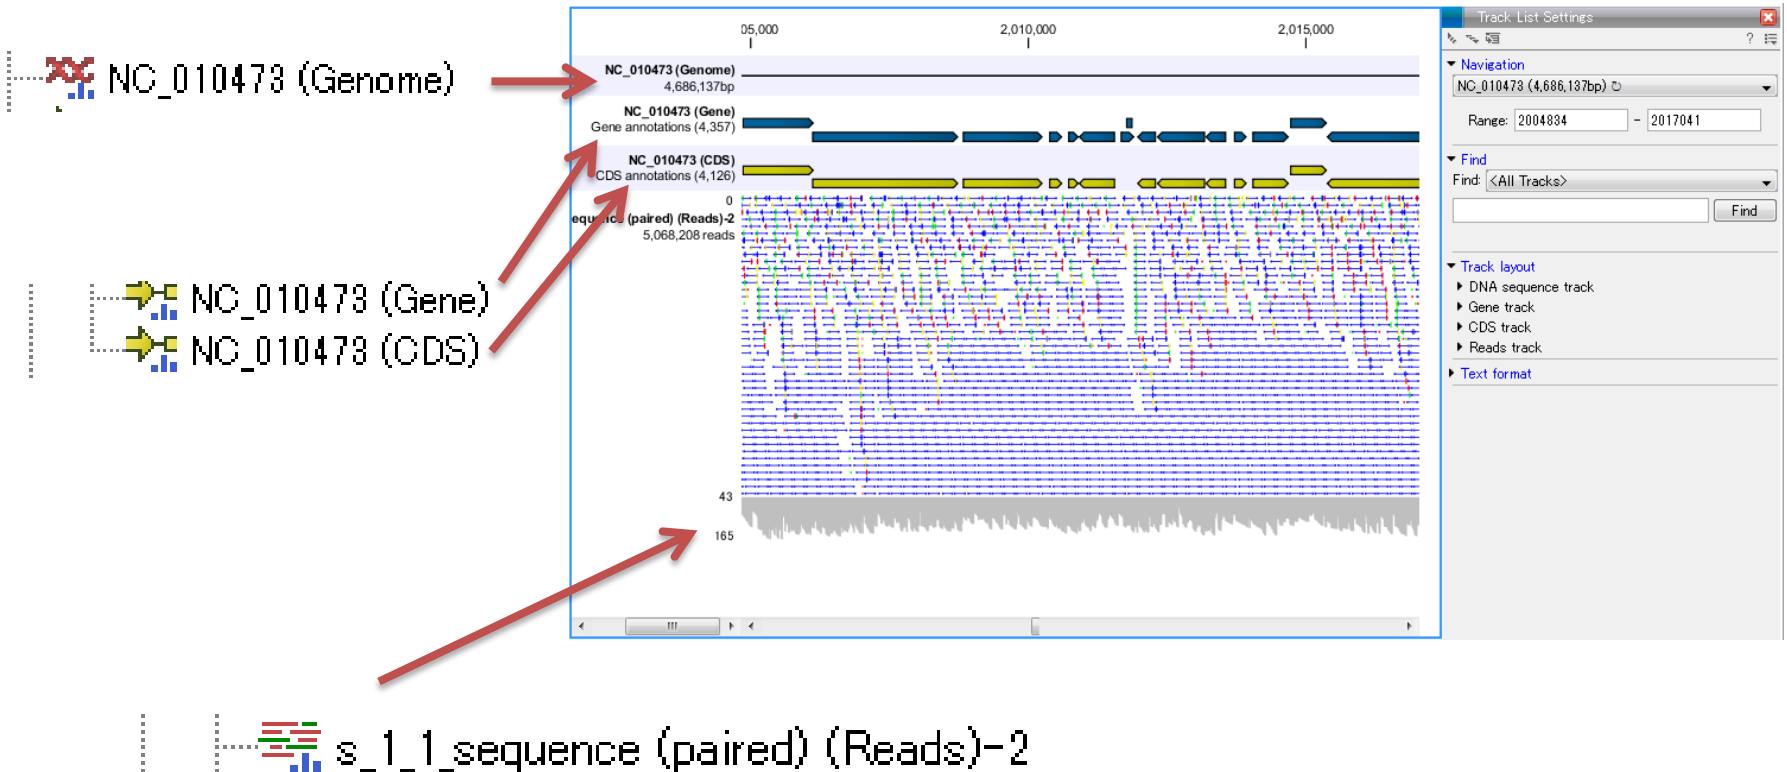 NC_010473 (Genome)
NC_010473 (Gene)
NC_010473 (CDS)
s_1_1_sequence (paired) (Reads)-2
05,000
2,010,000
2,015,000
NC_010473 (Genome)
4,686,137bp
NC_010473 (Gene)
Gene annotations (4,357)
NC_010473 (CDS)
CDS annotations (4,126)
0
equence (paired) (Reads)-2
5,068,208 reads
43
165
Track List Settings
?
Navigation
NC_010473 (4,686,137bp)
Range: 2004834 - 2017041
Find
Find: <All Tracks>
Find
Track layout
DNA sequence track
Gene track
CDS track
Reads track
Text format